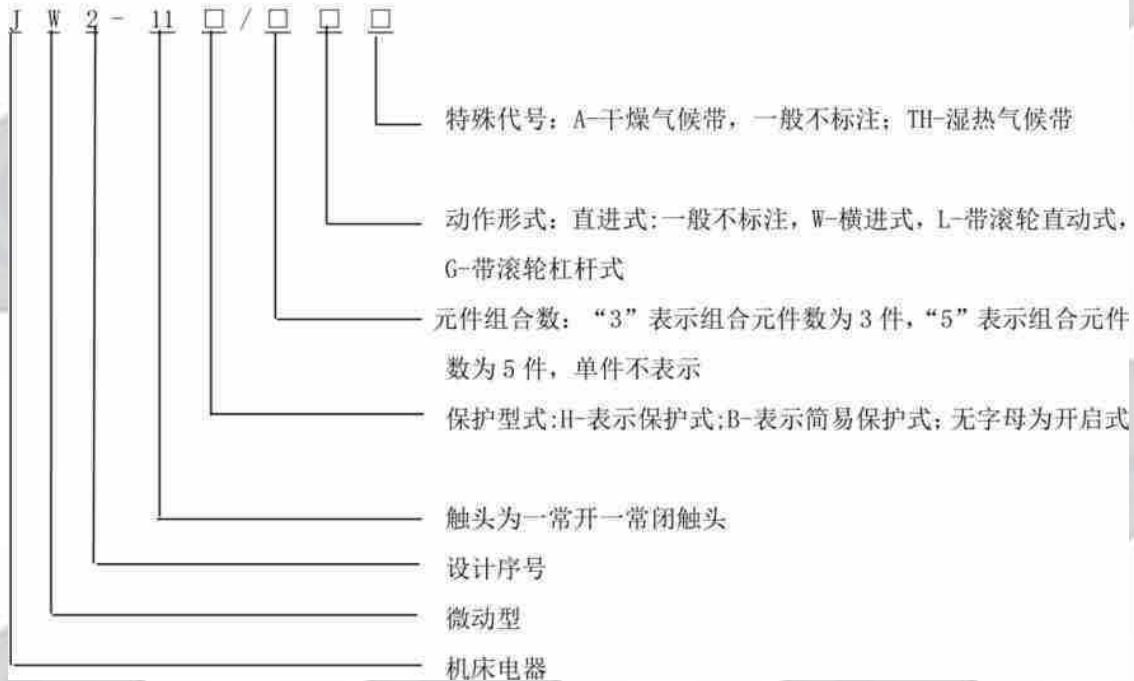 J W 2 - 11 □ / □ □ □
特殊代号：A-干燥气候带，一般不标注；TH-湿热气候带
动作形式：直进式:一般不标注，W-横进式，L-带滚轮直动式，
G-带滚轮杠杆式
元件组合数：“3”表示组合元件数为3件，“5”表示组合元件
数为5件，单件不表示
保护型式:H-表示保护式;B-表示简易保护式；无字母为开启式
触头为一常开一常闭触头
设计序号
微动型
机床电器